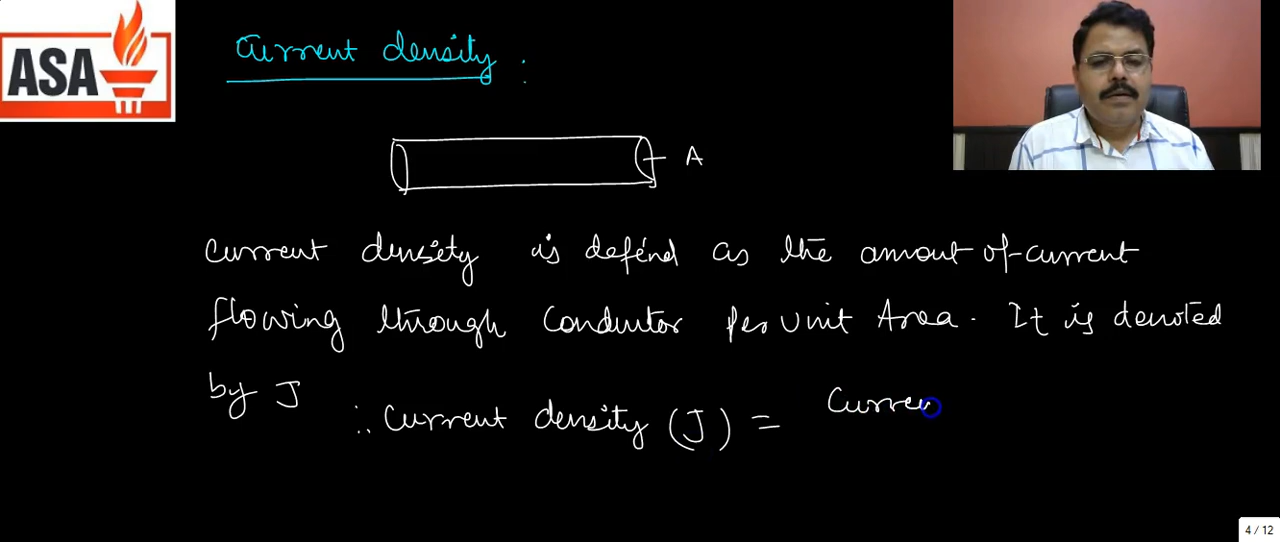 ASA
Current density :
A
Current density is defind as the amout of current
flowing through Conductor per unit Area. It is denoted
by J
∴ Current density (J) = Curren
4 / 12